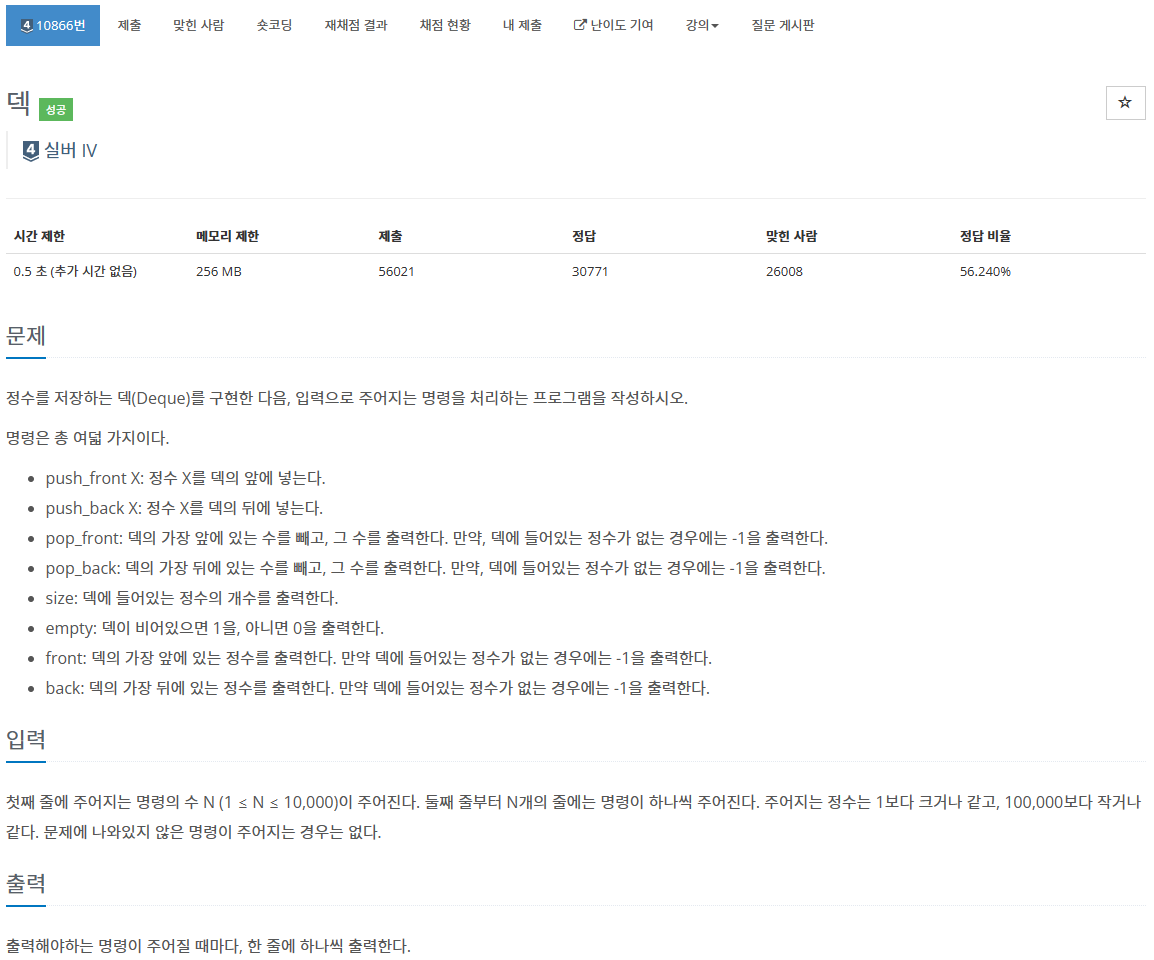 4 10866번 제출 맞힌 사람 숏코딩 재채점 결과 채점 현황 내 제출 난이도 기여 강의 질문 게시판
덱 성공
4 실버 IV
시간 제한 메모리 제한 제출 정답 맞힌 사람 정답 비율
0.5 초 (추가 시간 없음) 256 MB 56021 30771 26008 56.240%
문제
정수를 저장하는 덱(Deque)를 구현한 다음, 입력으로 주어지는 명령을 처리하는 프로그램을 작성하시오.
명령은 총 여덟 가지이다.
• push_front X: 정수 X를 덱의 앞에 넣는다.
• push_back X: 정수 X를 덱의 뒤에 넣는다.
• pop_front: 덱의 가장 앞에 있는 수를 빼고, 그 수를 출력한다. 만약, 덱에 들어있는 정수가 없는 경우에는 -1을 출력한다.
• pop_back: 덱의 가장 뒤에 있는 수를 빼고, 그 수를 출력한다. 만약, 덱에 들어있는 정수가 없는 경우에는 -1을 출력한다.
• size: 덱에 들어있는 정수의 개수를 출력한다.
• empty: 덱이 비어있으면 1을, 아니면 0을 출력한다.
• front: 덱의 가장 앞에 있는 정수를 출력한다. 만약 덱에 들어있는 정수가 없는 경우에는 -1을 출력한다.
• back: 덱의 가장 뒤에 있는 정수를 출력한다. 만약 덱에 들어있는 정수가 없는 경우에는 -1을 출력한다.
입력
첫째 줄에 주어지는 명령의 수 N (1 ≤ N ≤ 10,000)이 주어진다. 둘째 줄부터 N개의 줄에는 명령이 하나씩 주어진다. 주어지는 정수는 1보다 크거나 같고, 100,000보다 작거나
같다. 문제에 나와있지 않은 명령이 주어지는 경우는 없다.
출력
출력해야하는 명령이 주어질 때마다, 한 줄에 하나씩 출력한다.